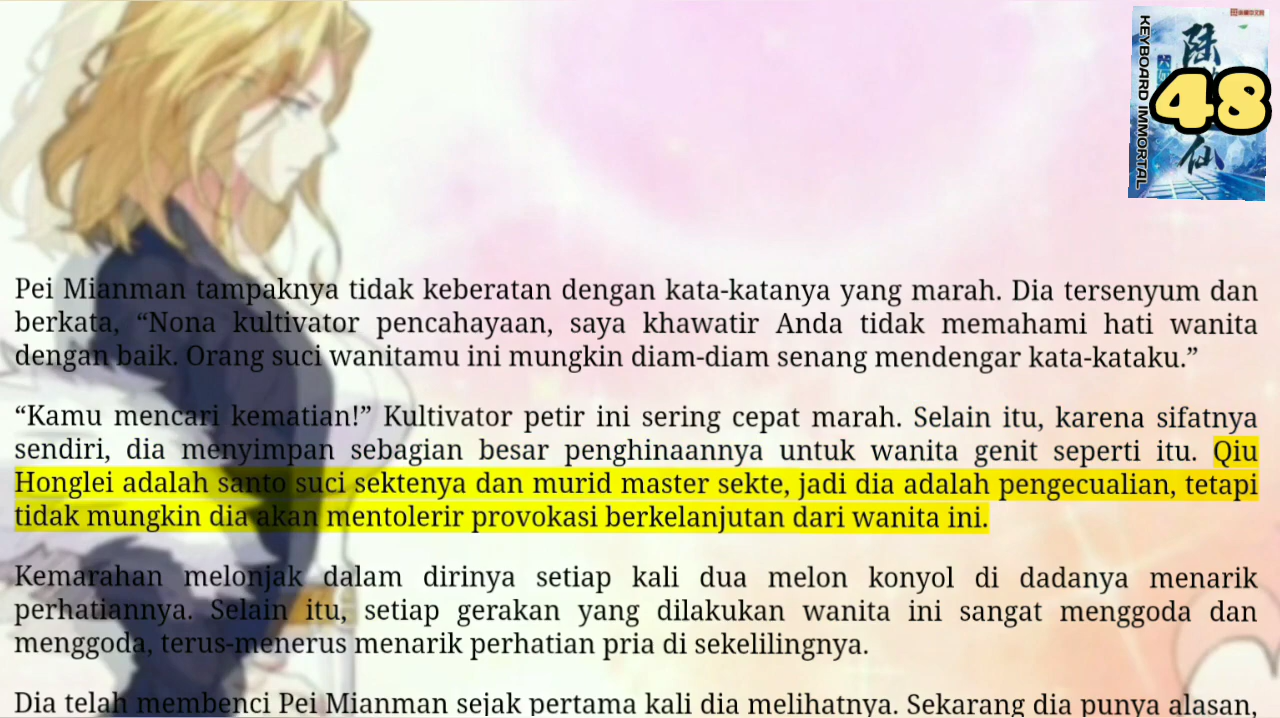 陆
仙
KEYBOARD IMMORTAL
48
Pei Mianman tampaknya tidak keberatan dengan kata-katanya yang marah. Dia tersenyum dan
berkata, “Nona kultivator pencahayaan, saya khawatir Anda tidak memahami hati wanita
dengan baik. Orang suci wanitamu ini mungkin diam-diam senang mendengar kata-kataku.”
“Kamu mencari kematian!” Kultivator petir ini sering cepat marah. Selain itu, karena sifatnya
sendiri, dia menyimpan sebagian besar penghinaannya untuk wanita genit seperti itu. Qiu
Honglei adalah santo suci sektenya dan murid master sekte, jadi dia adalah pengecualian, tetapi
tidak mungkin dia akan mentolerir provokasi berkelanjutan dari wanita ini.
Kemarahan melonjak dalam dirinya setiap kali dua melon konyol di dadanya menarik
perhatiannya. Selain itu, setiap gerakan yang dilakukan wanita ini sangat menggoda dan
menggoda, terus-menerus menarik perhatian pria di sekelilingnya.
Dia telah membenci Pei Mianman sejak pertama kali dia melihatnya. Sekarang dia punya alasan,